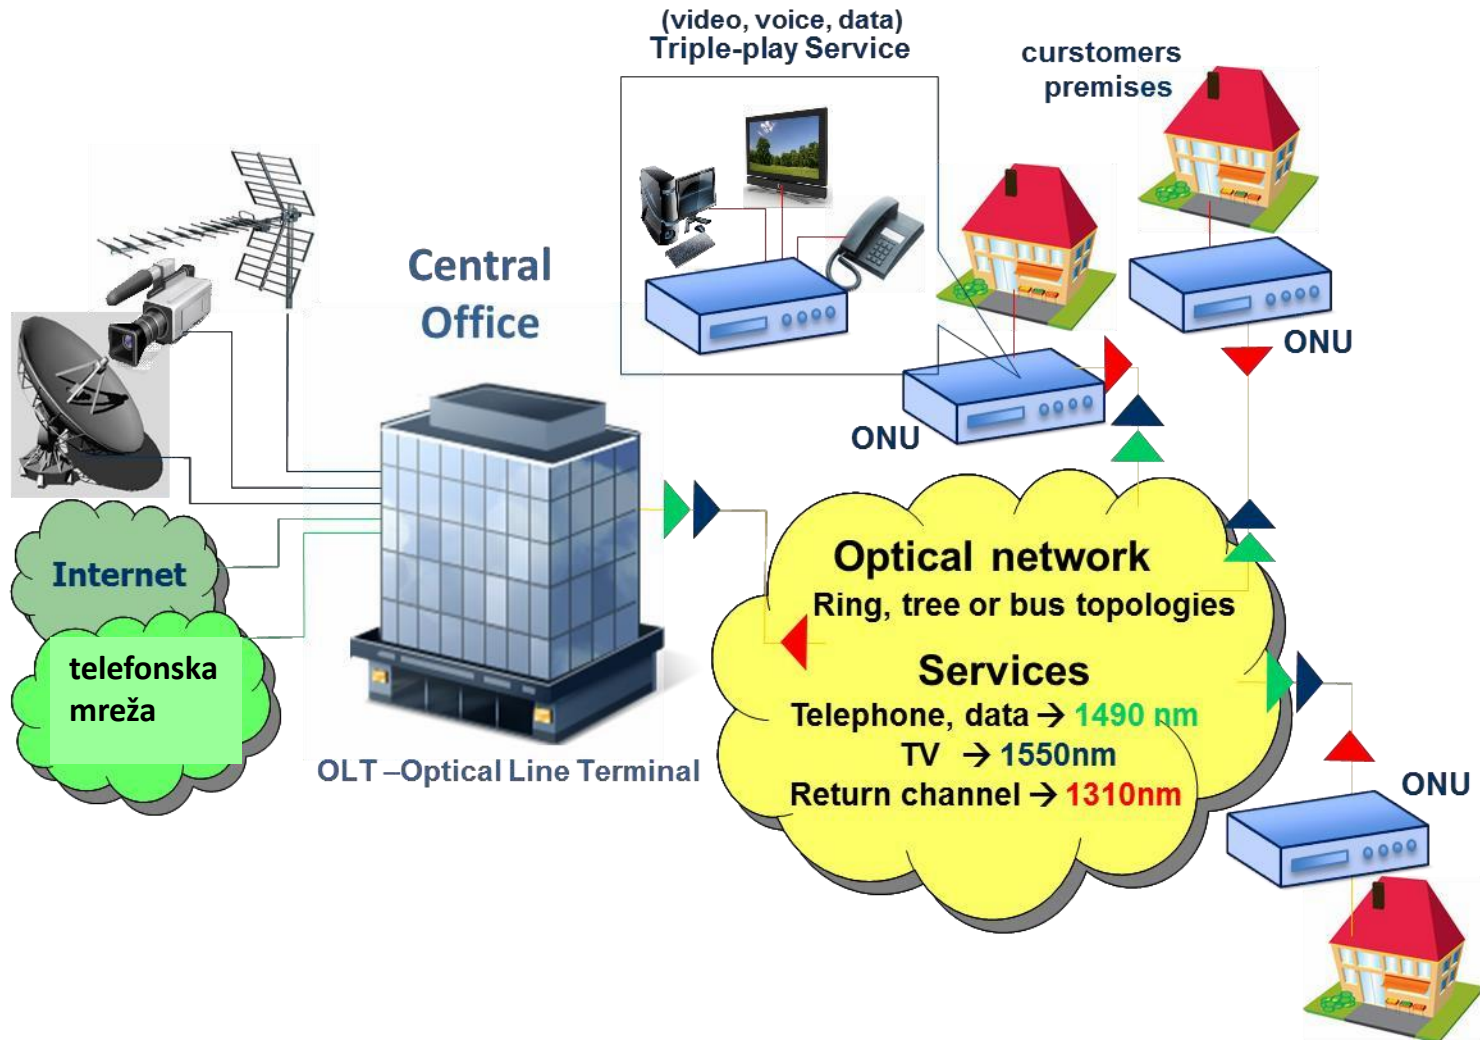 (video, voice, data)
Triple-play Service
curstomers
premises
Central
Office
ONU
ONU
Internet
telefonska
mreža
OLT –Optical Line Terminal
Optical network
Ring, tree or bus topologies
Services
Telephone, data → 1490 nm
TV → 1550nm
Return channel → 1310nm
ONU